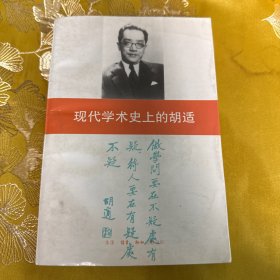 现代学术史上的胡适
做學問要在不疑處有
疑待人要在有疑處
不疑
胡適